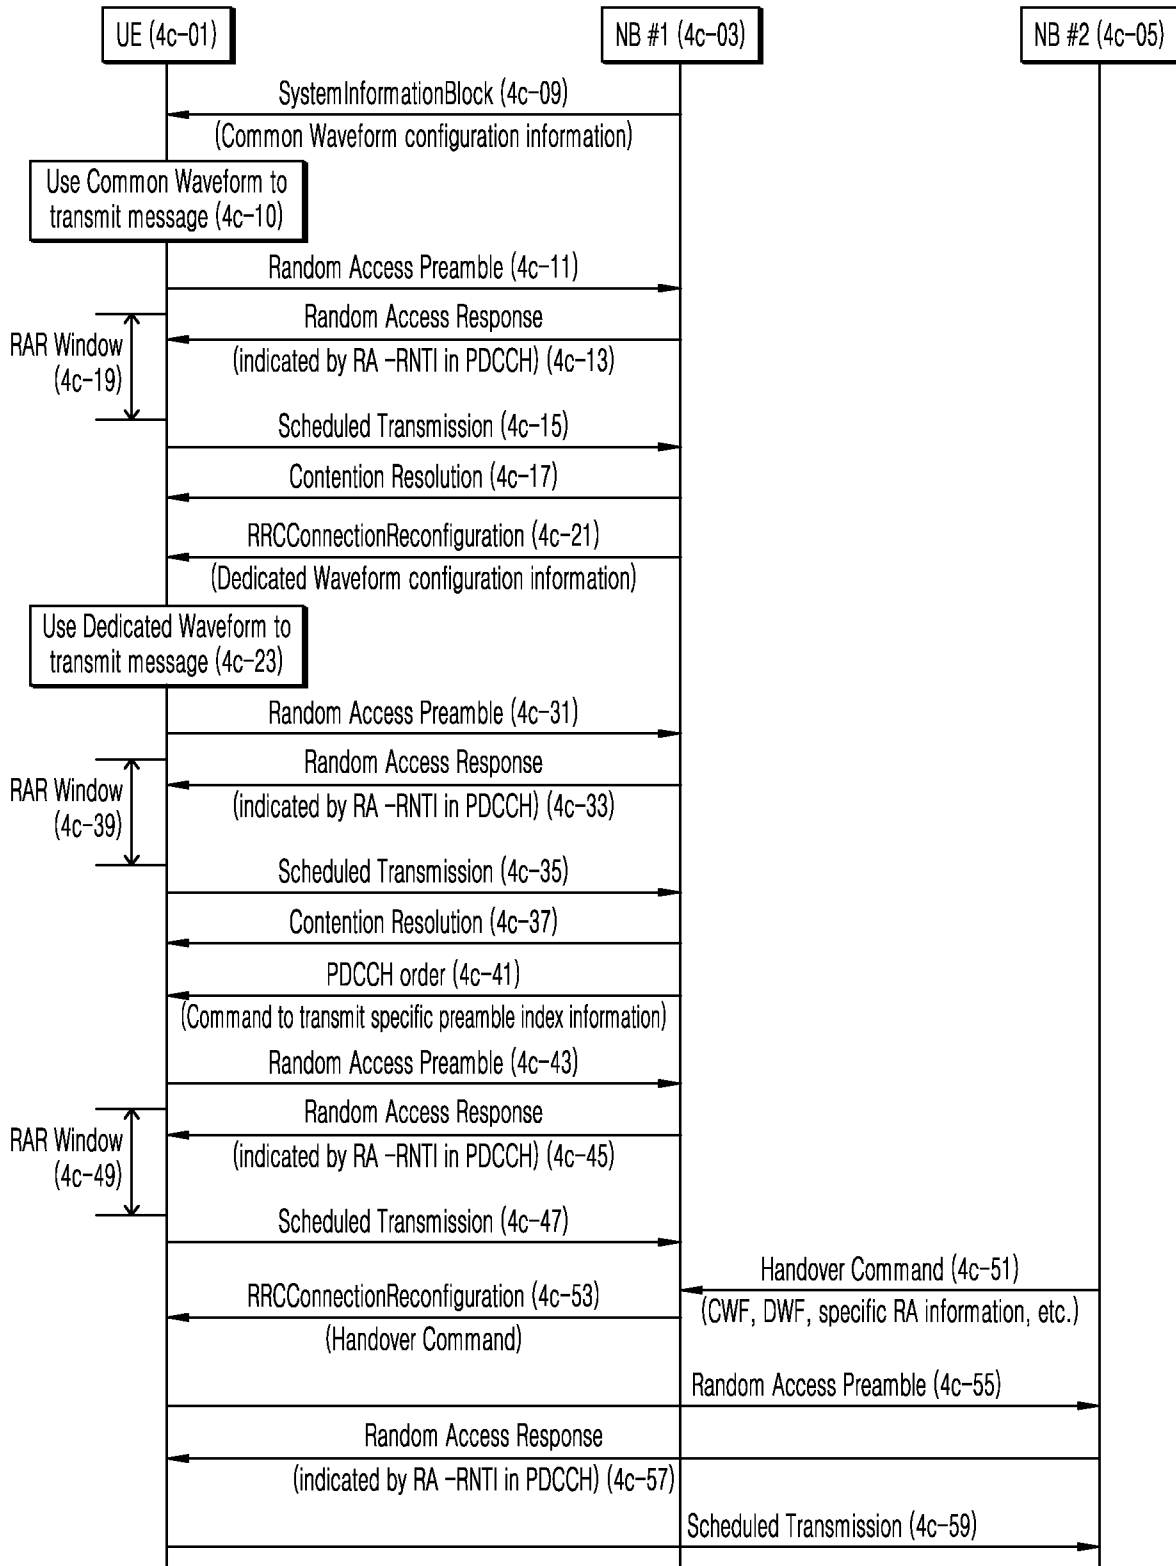 UE (4c-01)
NB #1 (4c-03)
NB #2 (4c-05)
SystemInformationBlock (4c-09)
(Common Waveform configuration information)
Use Common Waveform to
transmit message (4c-10)
Random Access Preamble (4c-11)
RAR Window
(4c-19)
Random Access Response
(indicated by RA -RNTI in PDCCH) (4c-13)
Scheduled Transmission (4c-15)
Contention Resolution (4c-17)
RRCConnectionReconfiguration (4c-21)
(Dedicated Waveform configuration information)
Use Dedicated Waveform to
transmit message (4c-23)
Random Access Preamble (4c-31)
RAR Window
(4c-39)
Random Access Response
(indicated by RA -RNTI in PDCCH) (4c-33)
Scheduled Transmission (4c-35)
Contention Resolution (4c-37)
PDCCH order (4c-41)
(Command to transmit specific preamble index information)
Random Access Preamble (4c-43)
RAR Window
(4c-49)
Random Access Response
(indicated by RA -RNTI in PDCCH) (4c-45)
Scheduled Transmission (4c-47)
Handover Command (4c-51)
(CWF, DWF, specific RA information, etc.)
RRCConnectionReconfiguration (4c-53)
(Handover Command)
Random Access Preamble (4c-55)
Random Access Response
(indicated by RA -RNTI in PDCCH) (4c-57)
Scheduled Transmission (4c-59)